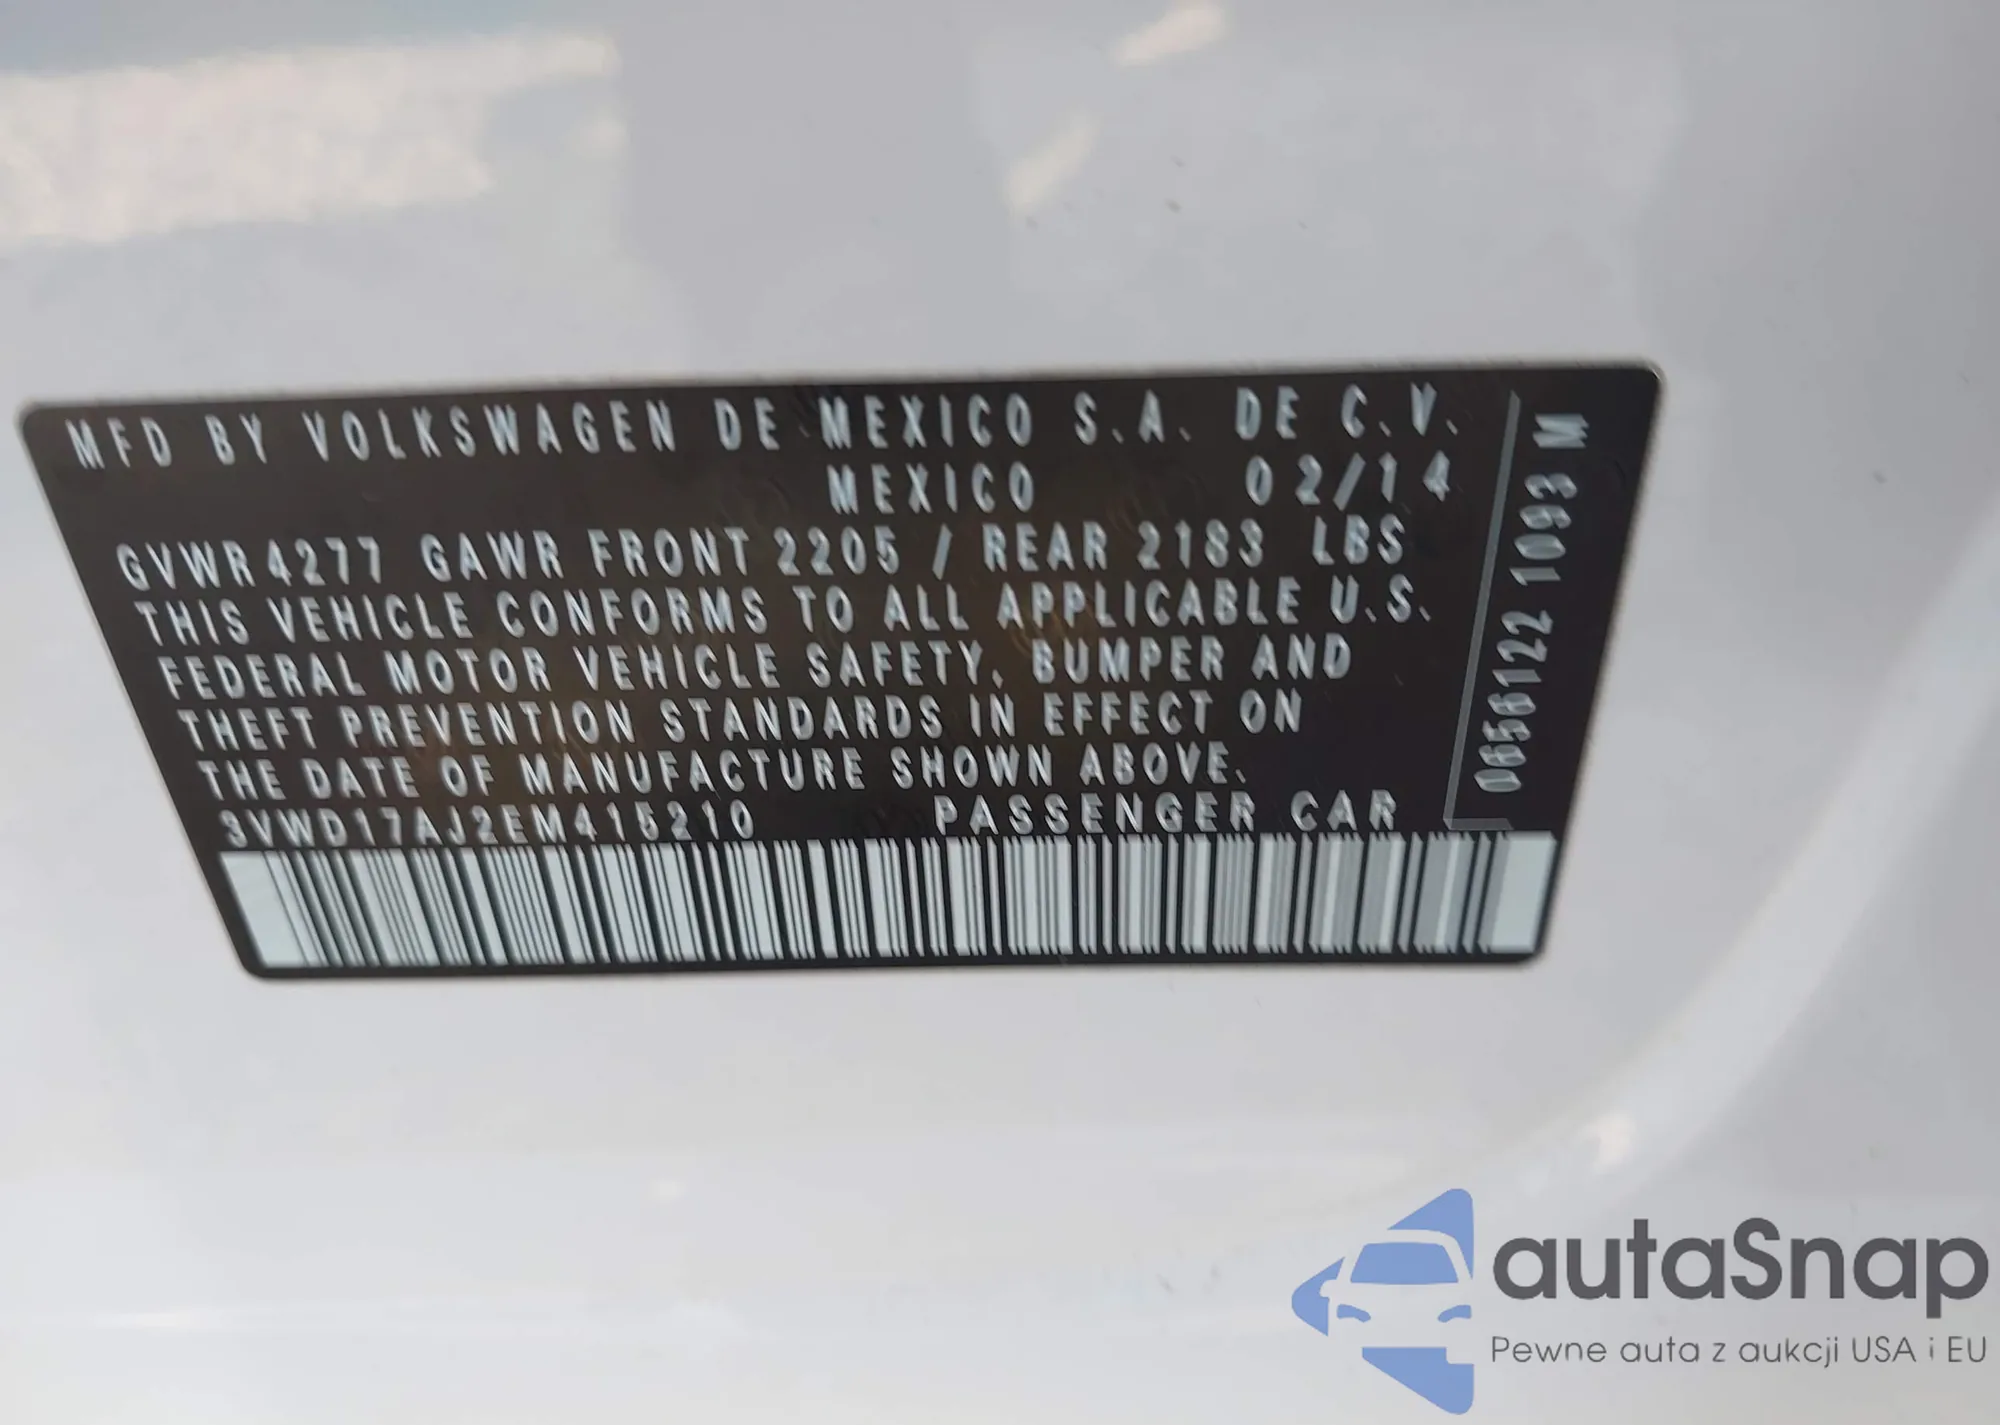 MFD BY VOLKSWAGEN DE MEXICO S.A. DE C.V.
MEXICO 02/14
GVWR 4277 GAWR FRONT 2205 / REAR 2183 LBS
THIS VEHICLE CONFORMS TO ALL APPLICABLE U.S.
FEDERAL MOTOR VEHICLE SAFETY, BUMPER AND
THEFT PREVENTION STANDARDS IN EFFECT ON
THE DATE OF MANUFACTURE SHOWN ABOVE.
3VWD17AJ2EM415210 PASSENGER CAR
0656122 1093 M
autaSnap
Pewne auta z aukcji USA i EU